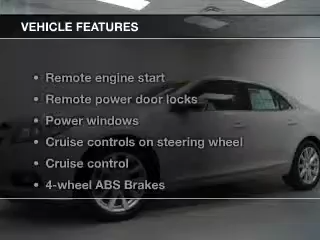 VEHICLE FEATURES
• Remote engine start
• Remote power door locks
• Power windows
• Cruise controls on steering wheel
• Cruise control
• 4-wheel ABS Brakes